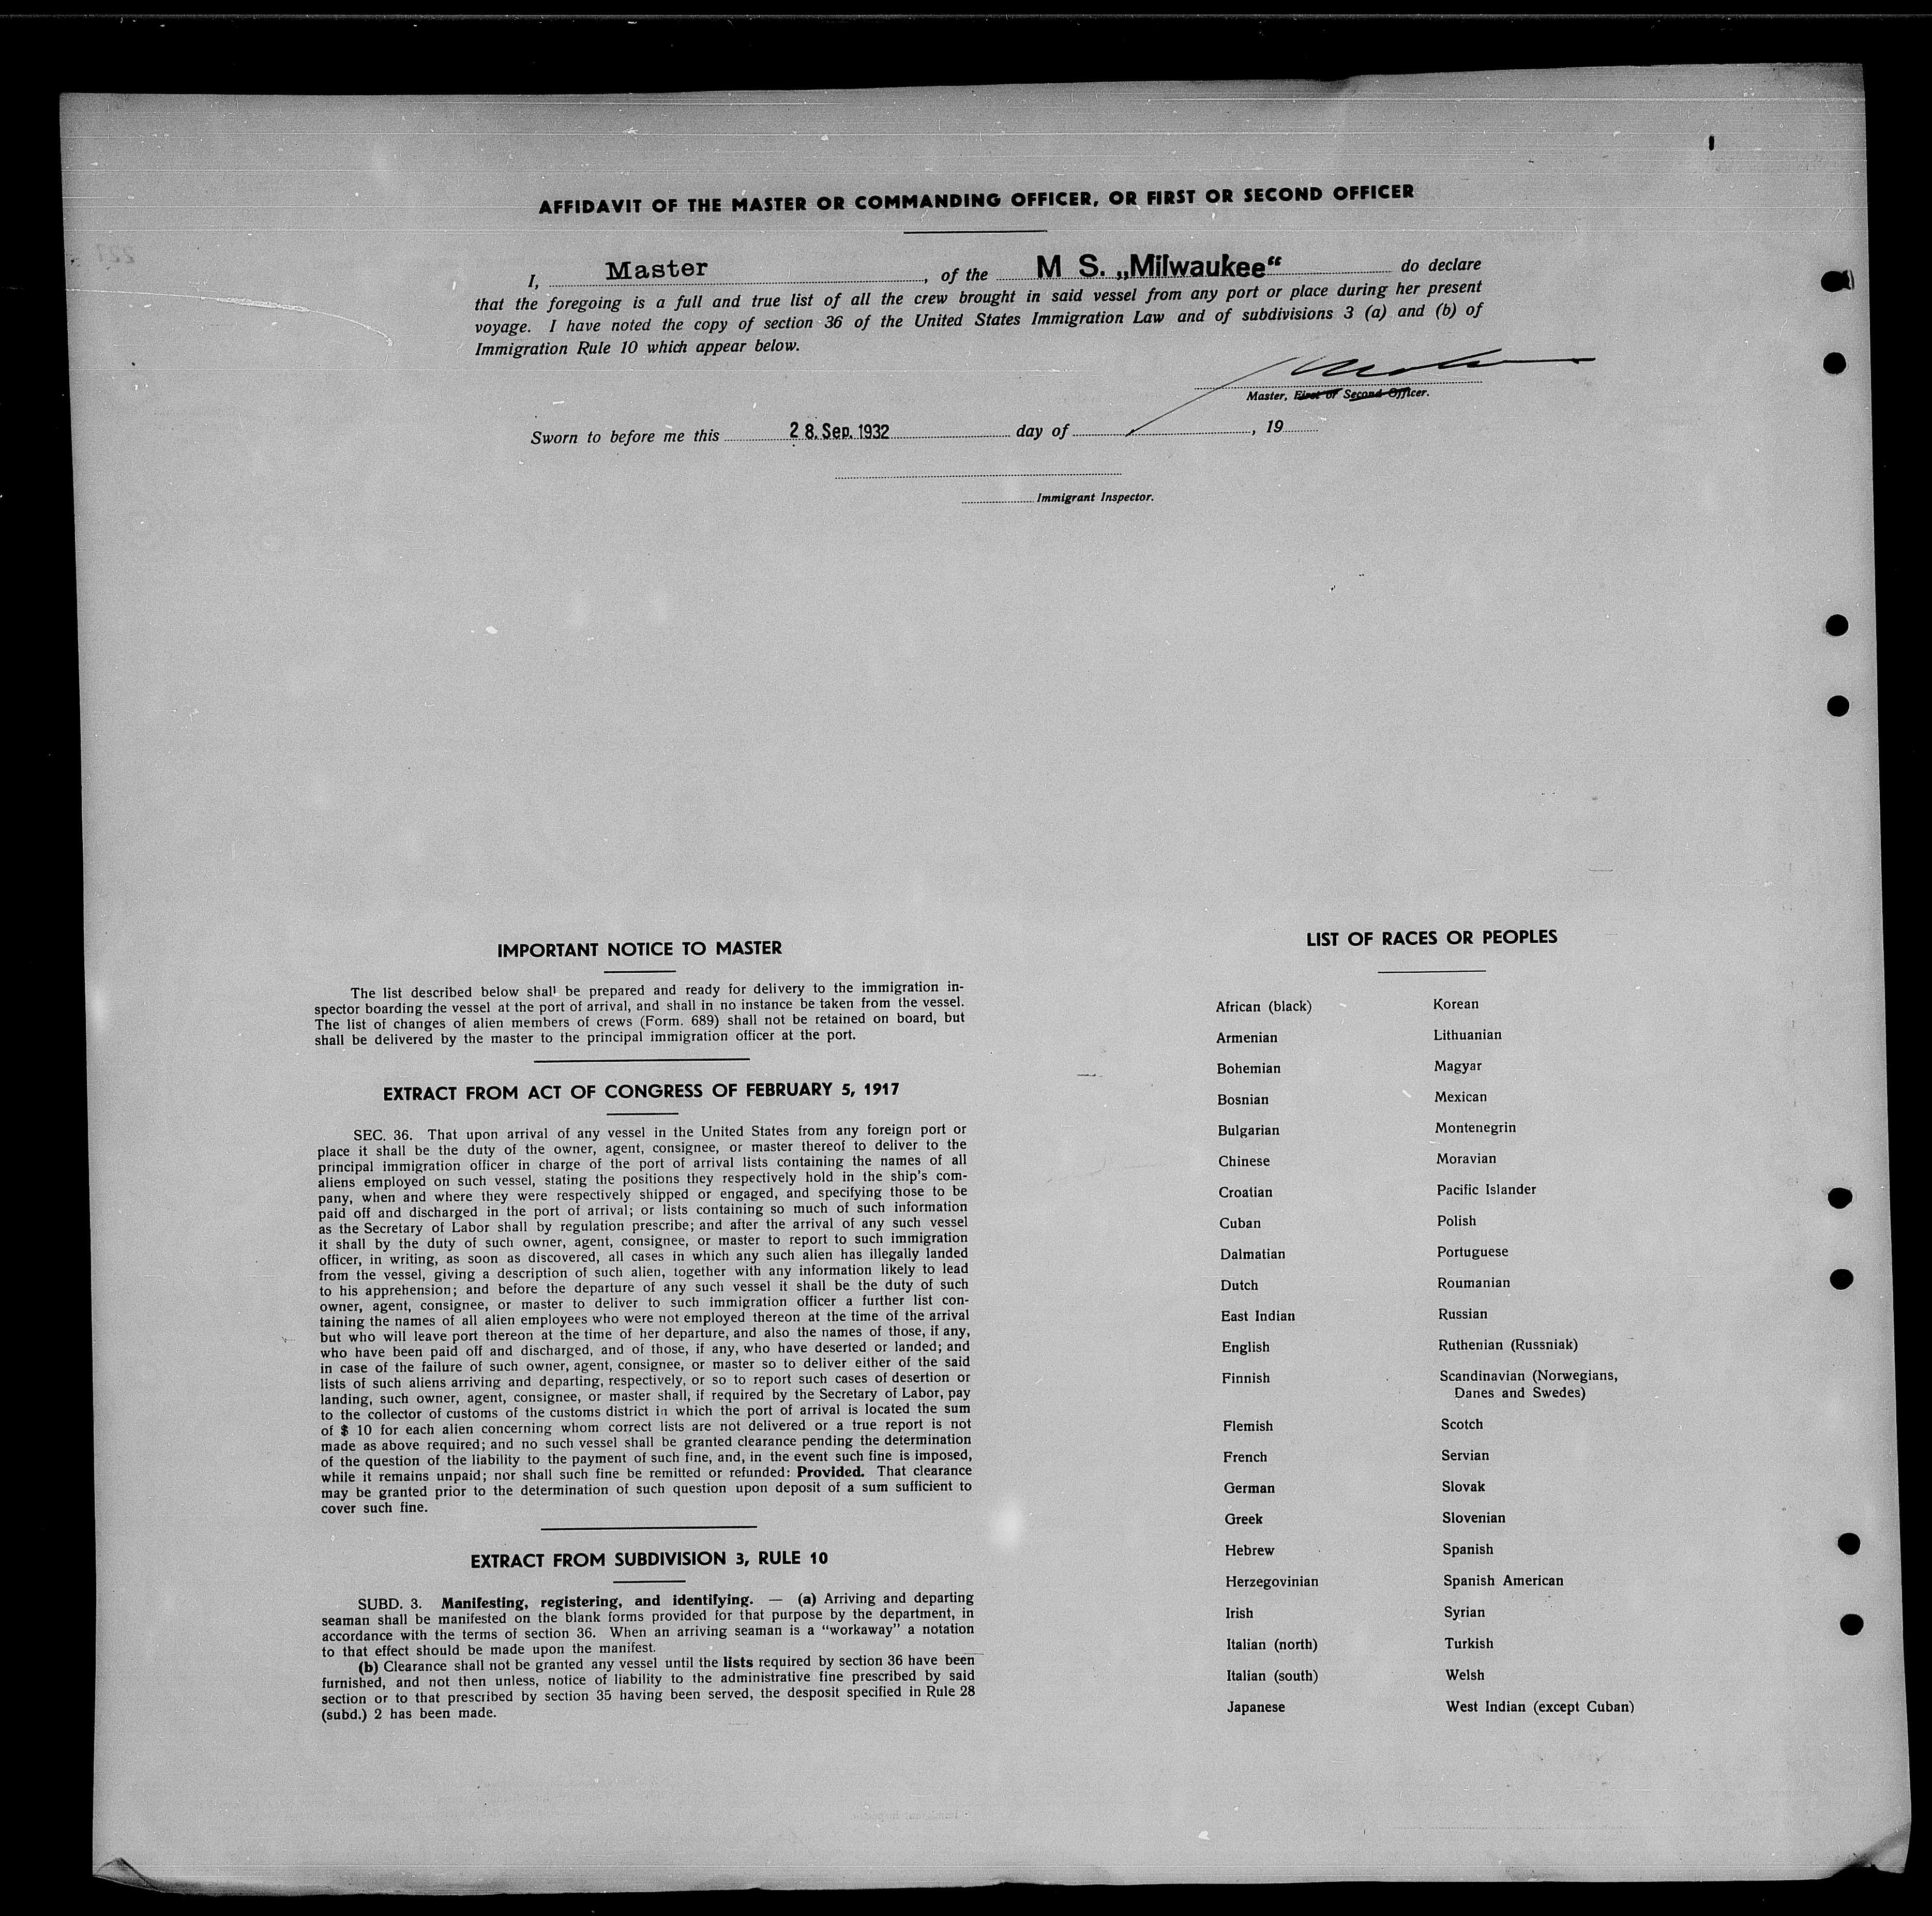 AFFIDAVIT OF THE MASTER OR COMMANDING OFFICER, OR FIRST OR SECOND OFFICER
I, Master, of the M S. „Milwaukee“ do declare
that the foregoing is a full and true list of all the crew brought in said vessel from any port or place during her present
voyage. I have noted the copy of section 36 of the United States Immigration Law and of subdivisions 3 (a) and (b) of
Immigration Rule 10 which appear below.
Master, First or Second Officer.
Sworn to before me this 28. Sep. 1932 day of , 19
Immigrant Inspector.
IMPORTANT NOTICE TO MASTER
The list described below shall be prepared and ready for delivery to the immigration in-
spector boarding the vessel at the port of arrival, and shall in no instance be taken from the vessel.
The list of changes of alien members of crews (Form. 689) shall not be retained on board, but
shall be delivered by the master to the principal immigration officer at the port.
EXTRACT FROM ACT OF CONGRESS OF FEBRUARY 5, 1917
SEC. 36. That upon arrival of any vessel in the United States from any foreign port or
place it shall be the duty of the owner, agent, consignee, or master thereof to deliver to the
principal immigration officer in charge of the port of arrival lists containing the names of all
aliens employed on such vessel, stating the positions they respectively hold in the ship's com-
pany, when and where they were respectively shipped or engaged, and specifying those to be
paid off and discharged in the port of arrival; or lists containing so much of such information
as the Secretary of Labor shall by regulation prescribe; and after the arrival of any such vessel
it shall by the duty of such owner, agent, consignee, or master to report to such immigration
officer, in writing, as soon as discovered, all cases in which any such alien has illegally landed
from the vessel, giving a description of such alien, together with any information likely to lead
to his apprehension; and before the departure of any such vessel it shall be the duty of such
owner, agent, consignee, or master to deliver to such immigration officer a further list con-
taining the names of all alien employees who were not employed thereon at the time of the arrival
but who will leave port thereon at the time of her departure, and also the names of those, if any,
who have been paid off and discharged, and of those, if any, who have deserted or landed; and
in case of the failure of such owner, agent, consignee, or master so to deliver either of the said
lists of such aliens arriving and departing, respectively, or so to report such cases of desertion or
landing, such owner, agent, consignee, or master shall, if required by the Secretary of Labor, pay
to the collector of customs of the customs district in which the port of arrival is located the sum
of $ 10 for each alien concerning whom correct lists are not delivered or a true report is not
made as above required; and no such vessel shall be granted clearance pending the determination
of the question of the liability to the payment of such fine, and, in the event such fine is imposed,
while it remains unpaid; nor shall such fine be remitted or refunded: Provided. That clearance
may be granted prior to the determination of such question upon deposit of a sum sufficient to
cover such fine.
EXTRACT FROM SUBDIVISION 3, RULE 10
SUBD. 3. Manifesting, registering, and identifying. — (a) Arriving and departing
seaman shall be manifested on the blank forms provided for that purpose by the department, in
accordance with the terms of section 36. When an arriving seaman is a "workaway" a notation
to that effect should be made upon the manifest.
(b) Clearance shall not be granted any vessel until the lists required by section 36 have been
furnished, and not then unless, notice of liability to the administrative fine prescribed by said
section or to that prescribed by section 35 having been served, the desposit specified in Rule 28
(subd.) 2 has been made.
LIST OF RACES OR PEOPLES
African (black)
Armenian
Bohemian
Bosnian
Bulgarian
Chinese
Croatian
Cuban
Dalmatian
Dutch
East Indian
English
Finnish
Flemish
French
German
Greek
Hebrew
Herzegovinian
Irish
Italian (north)
Italian (south)
Japanese
Korean
Lithuanian
Magyar
Mexican
Montenegrin
Moravian
Pacific Islander
Polish
Portuguese
Roumanian
Russian
Ruthenian (Russniak)
Scandinavian (Norwegians,
Danes and Swedes)
Scotch
Servian
Slovak
Slovenian
Spanish
Spanish American
Syrian
Turkish
Welsh
West Indian (except Cuban)